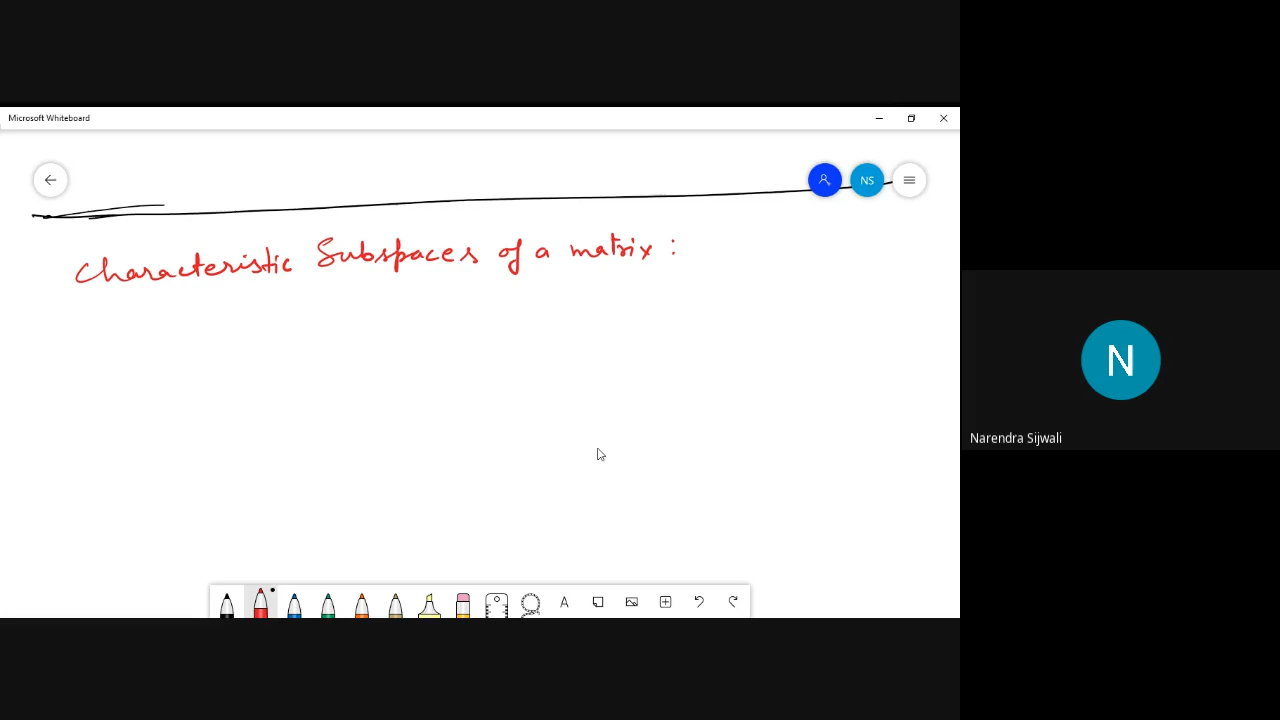 Microsoft Whiteboard
NS
Characteristic Subspaces of a matrix :
N
Narendra Sijwali
A